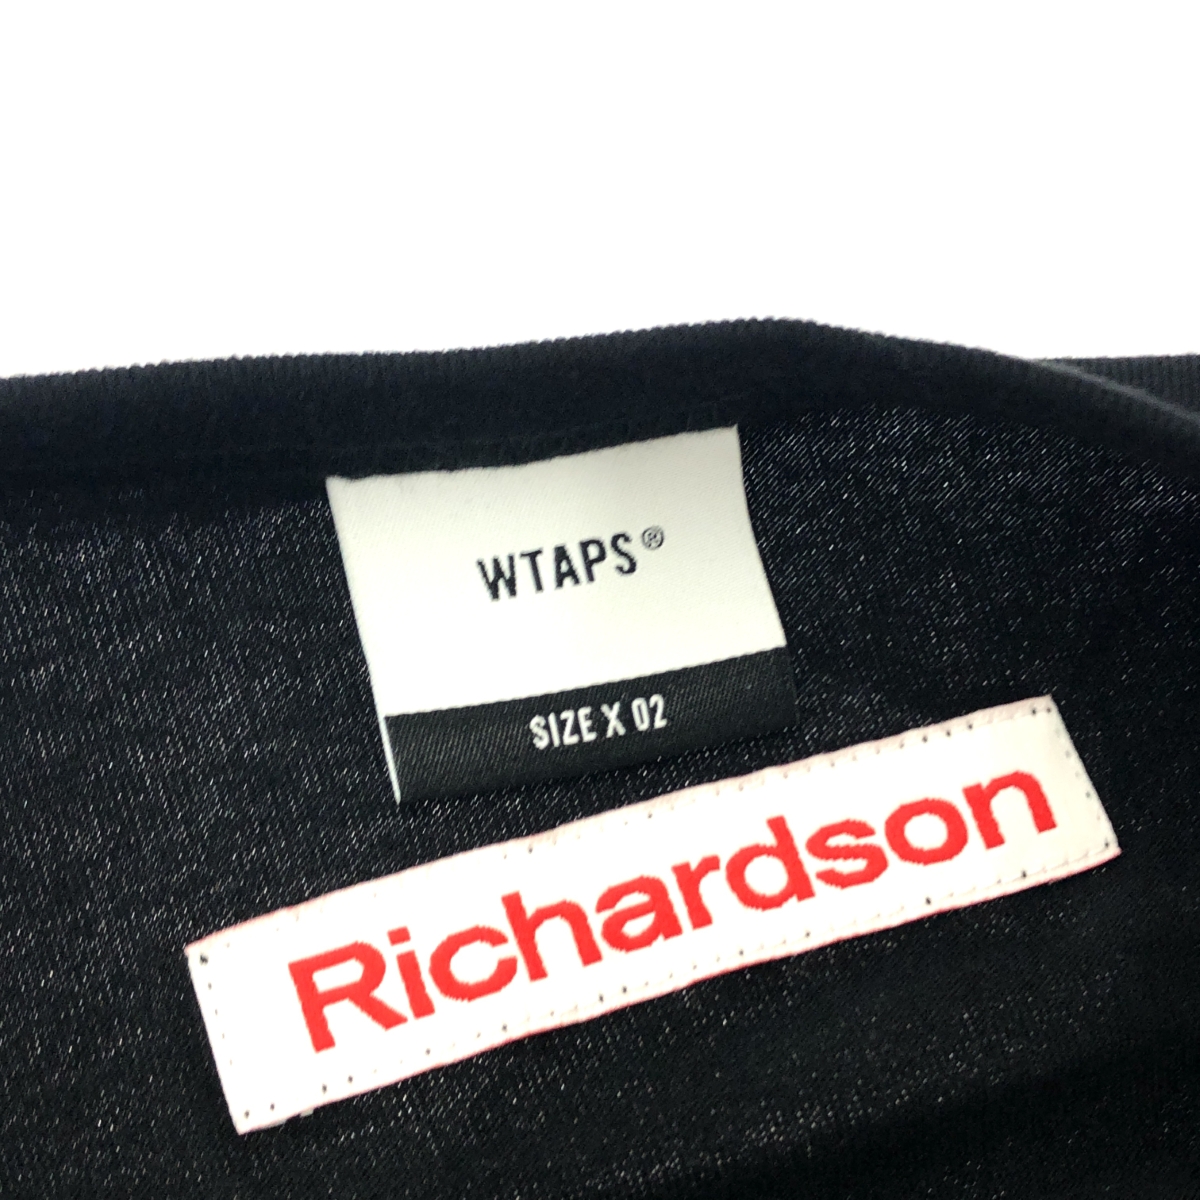 WTAPS®
SIZE X 02
Richardson